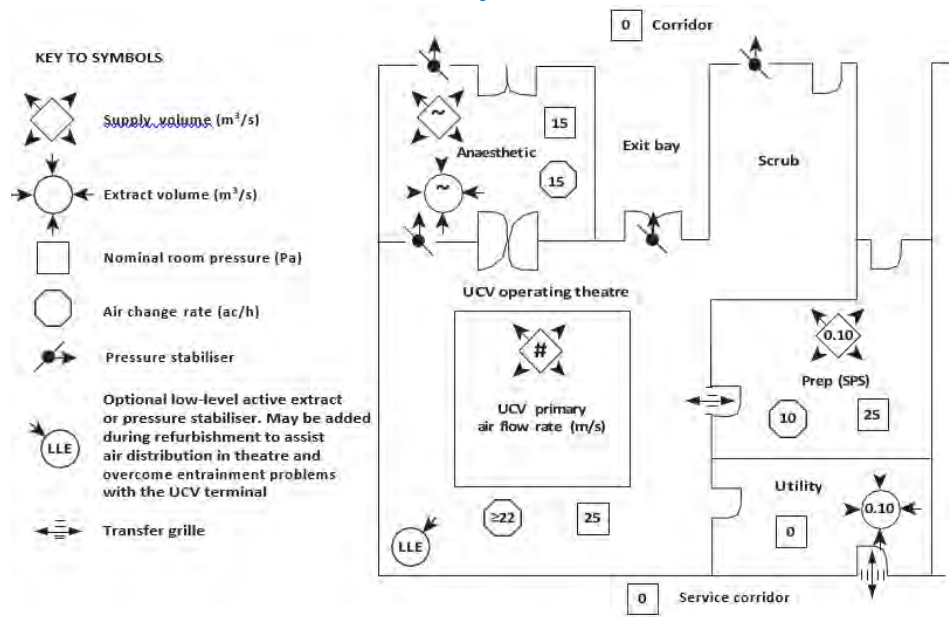 0 Corridor
KEY TO SYMBOLS
Supply volume (m³/s)
Extract volume (m³/s)
Nominal room pressure (Pa)
Air change rate (ac/h)
Pressure stabiliser
Optional low-level active extract
or pressure stabiliser. May be added
during refurbishment to assist
air distribution in theatre and
overcome entrainment problems
with the UCV terminal
LLE
Transfer grille
~
15
Anaesthetic
~
15
Exit bay
Scrub
UCV operating theatre
#
UCV primary
air flow rate (m/s)
≥22
25
LLE
0.10
Prep (SPS)
10
25
Utility
0.10
0
0 Service corridor